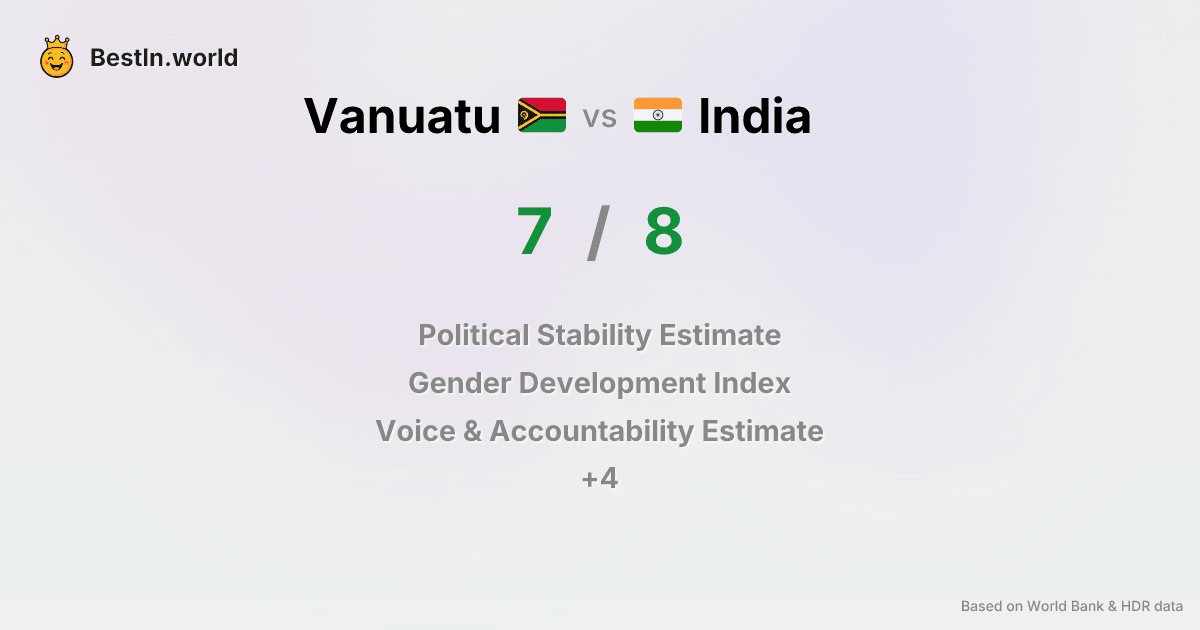 BestIn.world
Vanuatu vs India
7 / 8
Political Stability Estimate
Gender Development Index
Voice & Accountability Estimate
+4
Based on World Bank & HDR data